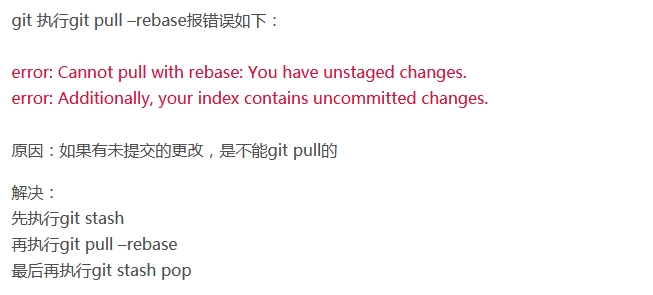 git 执行git pull –rebase报错误如下：
error: Cannot pull with rebase: You have unstaged changes.
error: Additionally, your index contains uncommitted changes.
原因：如果有未提交的更改，是不能git pull的
解决：
先执行git stash
再执行git pull –rebase
最后再执行git stash pop